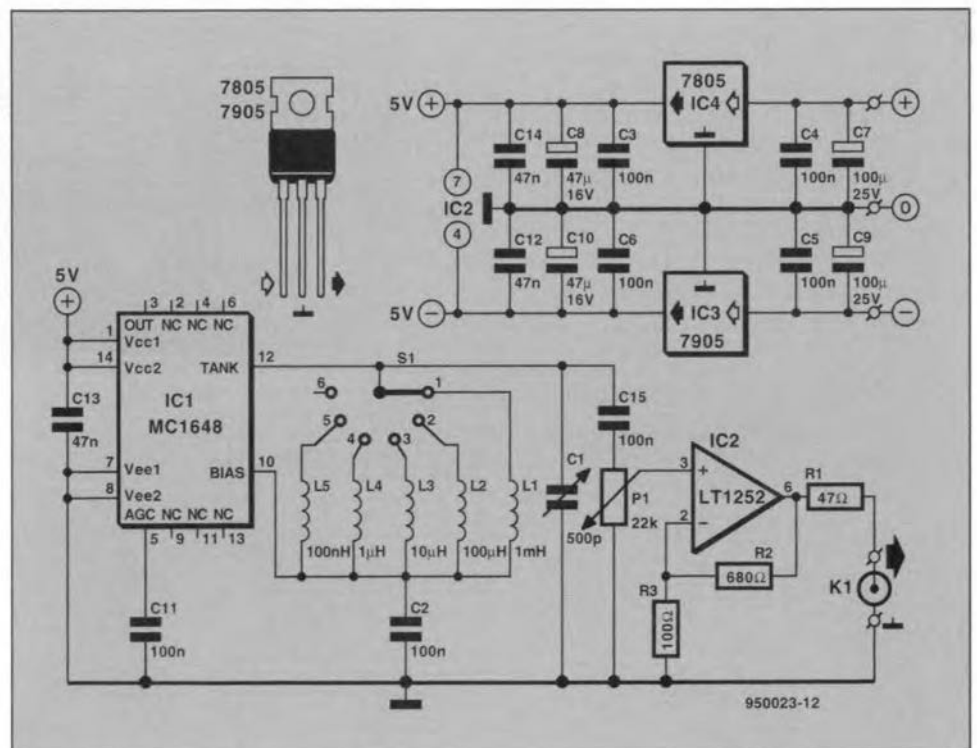 7805
7905
5V
+
7
IC2
4
5V
−
C14
47n
C8
47µ
16V
C3
100n
7805
IC4
C4
100n
C7
100µ
25V
+
0
C12
47n
C10
47µ
16V
C6
100n
IC3
7905
C5
100n
C9
100µ
25V
−
5V
+
1
14
C13
47n
7
8
3 2 4 6
OUT NC NC NC
Vcc1
Vcc2
TANK
IC1
MC1648
Vee1
BIAS
Vee2
AGC NC NC NC
5 9 11 13
12
10
C11
100n
S1
6
1
5
2
4
3
L5
100nH
L4
1µH
L3
10µH
L2
100µH
L1
1mH
C2
100n
C1
500p
C15
100n
P1
22k
IC2
3
+
LT1252
2
−
6
R1
47Ω
R2
680Ω
R3
100Ω
K1
950023-12